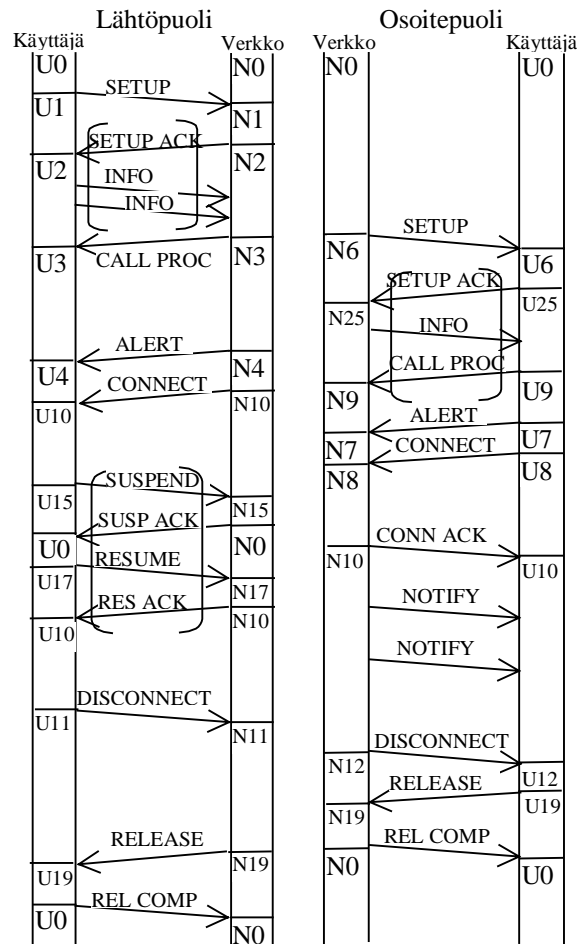 Lähtöpuoli
Osoitepuoli
Käyttäjä
Verkko
Verkko
Käyttäjä
U0
N0
N0
U0
SETUP
U1
N1
SETUP ACK
U2
N2
INFO
INFO
U3
CALL PROC
N3
N6
SETUP
U6
SETUP ACK
N25
U25
INFO
ALERT
U4
N4
CALL PROC
N9
U9
CONNECT
U10
N10
ALERT
N7
U7
CONNECT
N8
U8
SUSPEND
U15
N15
SUSP ACK
U0
N0
CONN ACK
N10
U10
RESUME
U17
N17
RES ACK
U10
N10
NOTIFY
NOTIFY
DISCONNECT
U11
N11
DISCONNECT
N12
U12
RELEASE
N19
U19
RELEASE
U19
N19
REL COMP
N0
U0
REL COMP
U0
N0